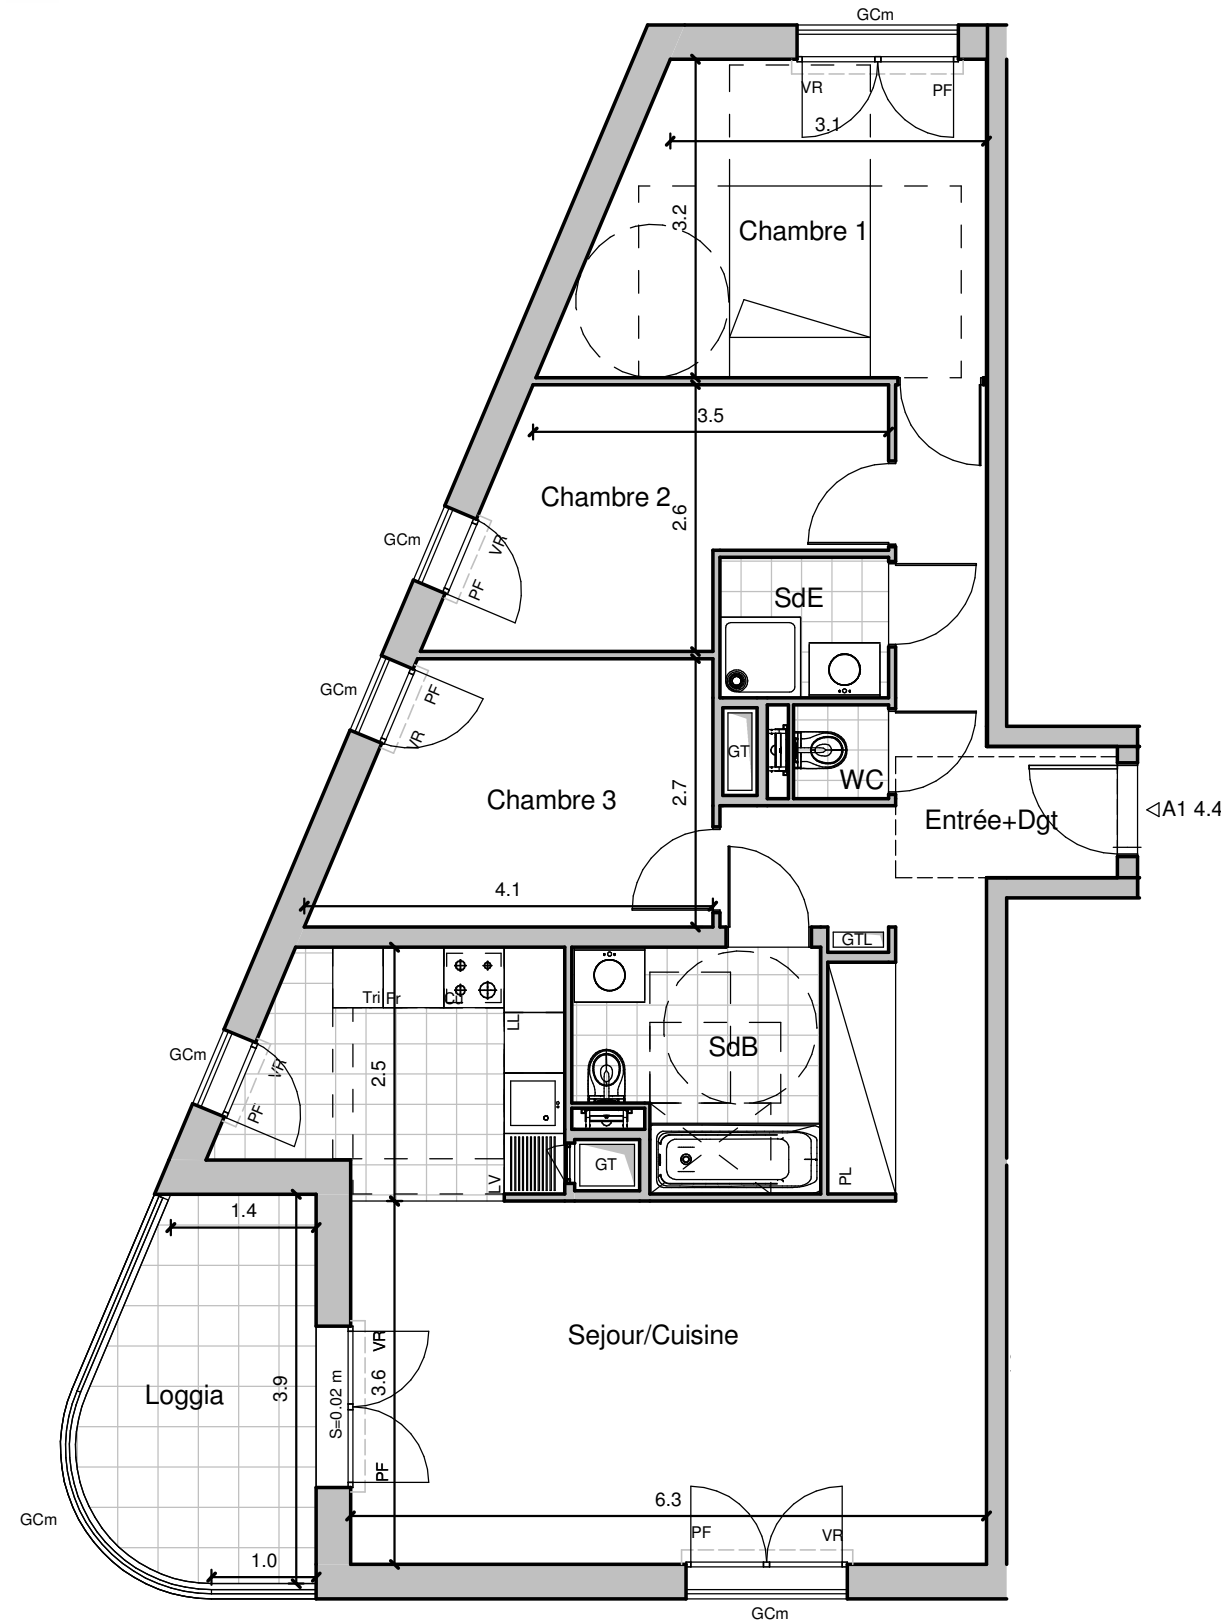 GCm
VR
PF
3.1
3.2
Chambre 1
3.5
Chambre 2
2.6
GCm
VR
PF
SdE
GCm
PF
VR
GT
WC
Chambre 3
2.7
Entrée+Dgt
A1 4.4
4.1
GTL
Tri
Fr
Cu
LL
GCm
VR
PF
2.5
SdB
GT
LV
PL
1.4
Sejour/Cuisine
VR
3.6
S=0.02 m
3.9
Loggia
PF
6.3
GCm
PF
VR
1.0
GCm